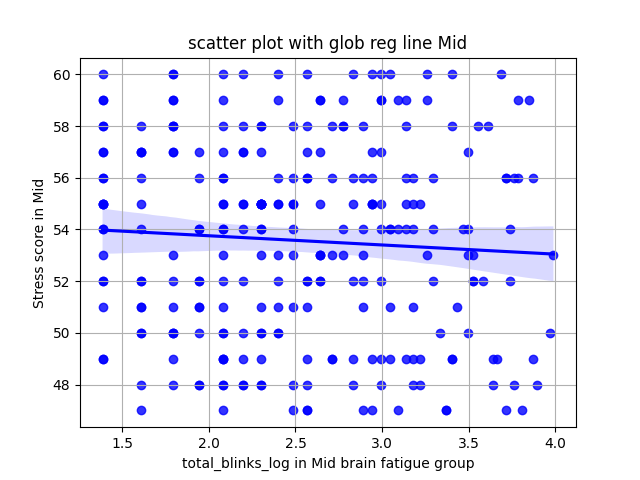 scatter plot with glob reg line Mid
Stress score in Mid
60
58
56
54
52
50
48
1.5 2.0 2.5 3.0 3.5 4.0
total_blinks_log in Mid brain fatigue group